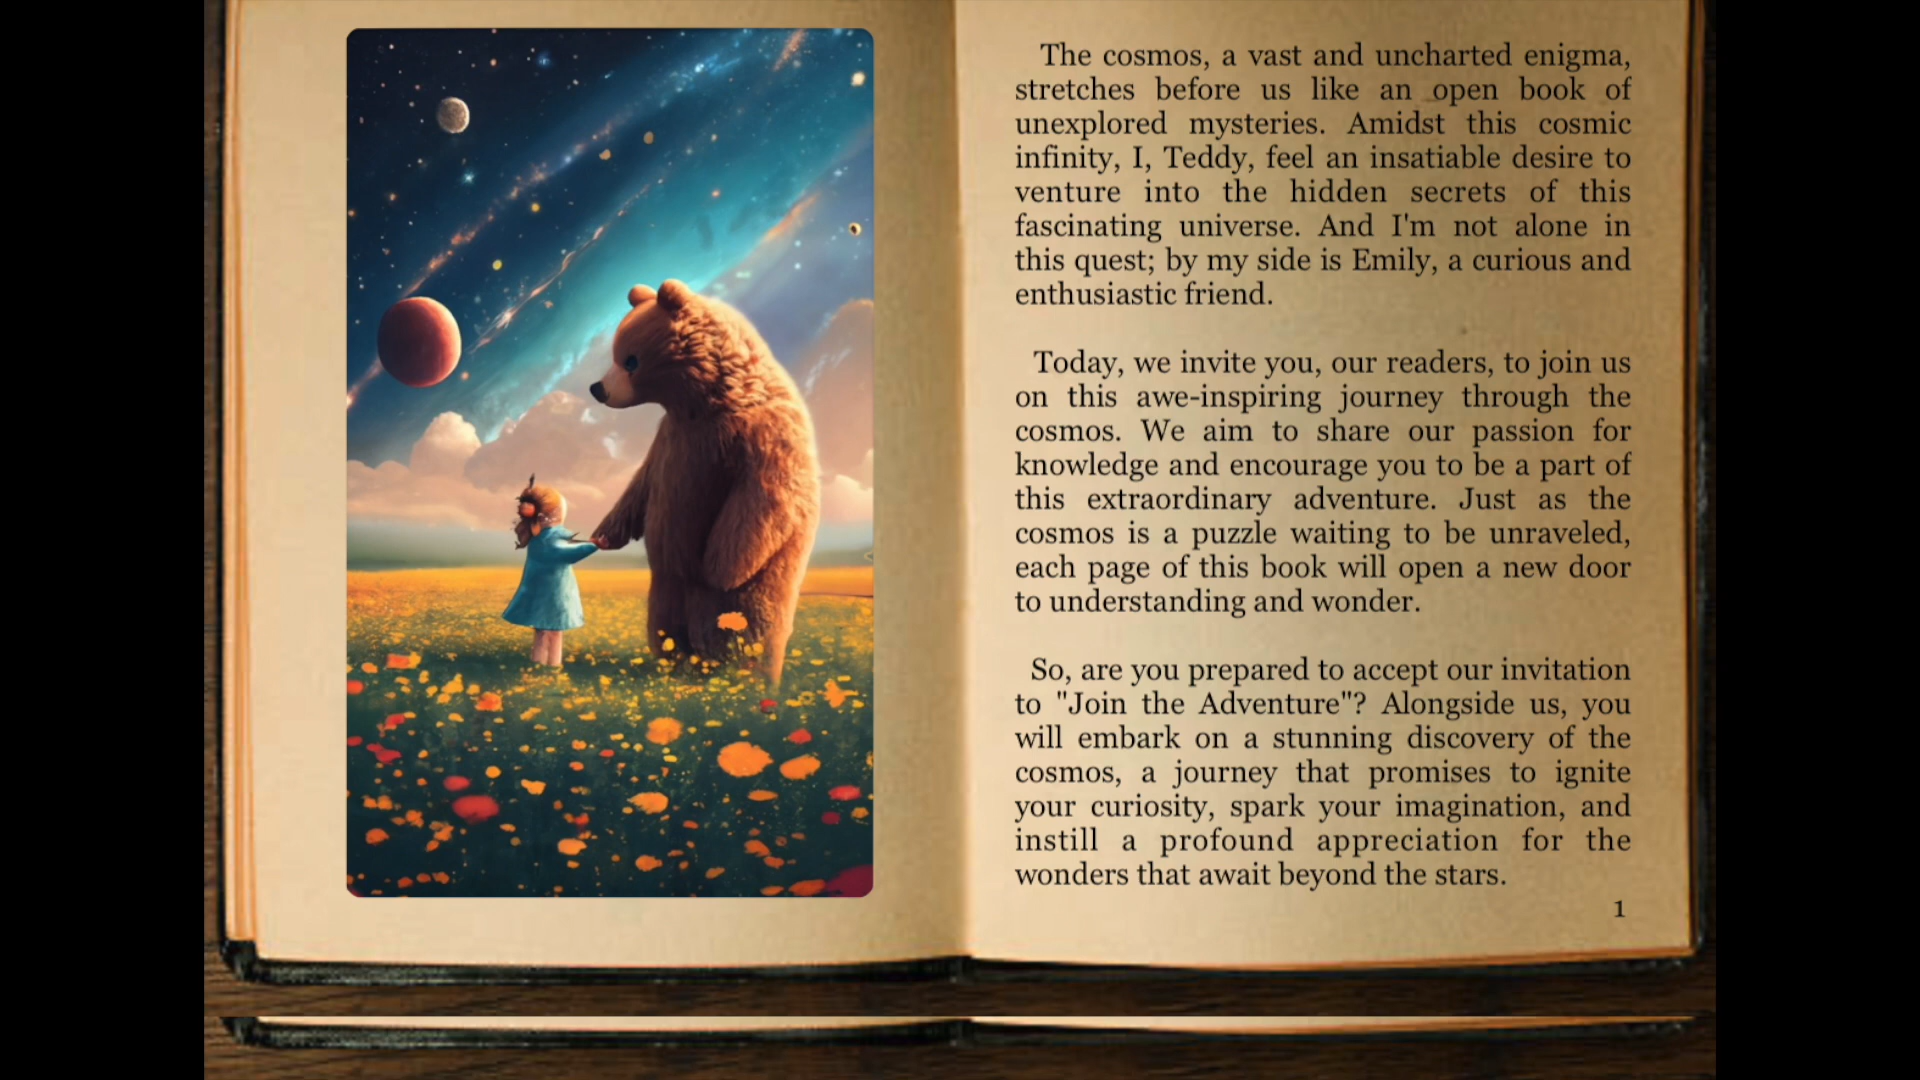 The cosmos, a vast and uncharted enigma,
stretches before us like an open book of
unexplored mysteries. Amidst this cosmic
infinity, I, Teddy, feel an insatiable desire to
venture into the hidden secrets of this
fascinating universe. And I'm not alone in
this quest; by my side is Emily, a curious and
enthusiastic friend.
Today, we invite you, our readers, to join us
on this awe-inspiring journey through the
cosmos. We aim to share our passion for
knowledge and encourage you to be a part of
this extraordinary adventure. Just as the
cosmos is a puzzle waiting to be unraveled,
each page of this book will open a new door
to understanding and wonder.
So, are you prepared to accept our invitation
to "Join the Adventure"? Alongside us, you
will embark on a stunning discovery of the
cosmos, a journey that promises to ignite
your curiosity, spark your imagination, and
instill a profound appreciation for the
wonders that await beyond the stars.
1